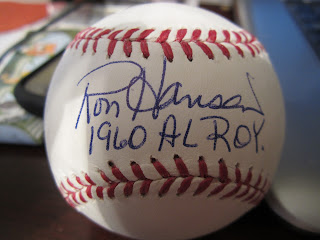 Ron Hansen
1960 AL ROY.